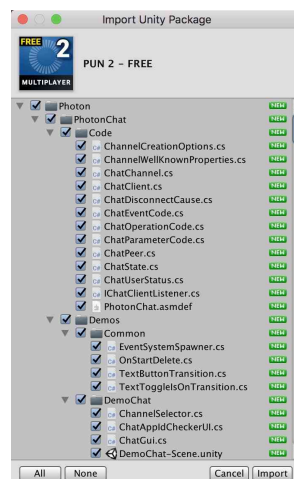 Import Unity Package
FREE
2
MULTIPLAYER
PUN 2 – FREE
Photon NEW
PhotonChat NEW
Code NEW
ChannelCreationOptions.cs NEW
ChannelWellKnownProperties.cs NEW
ChatChannel.cs NEW
ChatClient.cs NEW
ChatDisconnectCause.cs NEW
ChatEventCode.cs NEW
ChatOperationCode.cs NEW
ChatParameterCode.cs NEW
ChatPeer.cs NEW
ChatState.cs NEW
ChatUserStatus.cs NEW
IChatClientListener.cs NEW
PhotonChat.asmdef NEW
Demos NEW
Common NEW
EventSystemSpawner.cs NEW
OnStartDelete.cs NEW
TextButtonTransition.cs NEW
TextToggleIsOnTransition.cs NEW
DemoChat NEW
ChannelSelector.cs NEW
ChatAppIdCheckerUI.cs NEW
ChatGui.cs NEW
DemoChat-Scene.unity NEW
All None Cancel Import